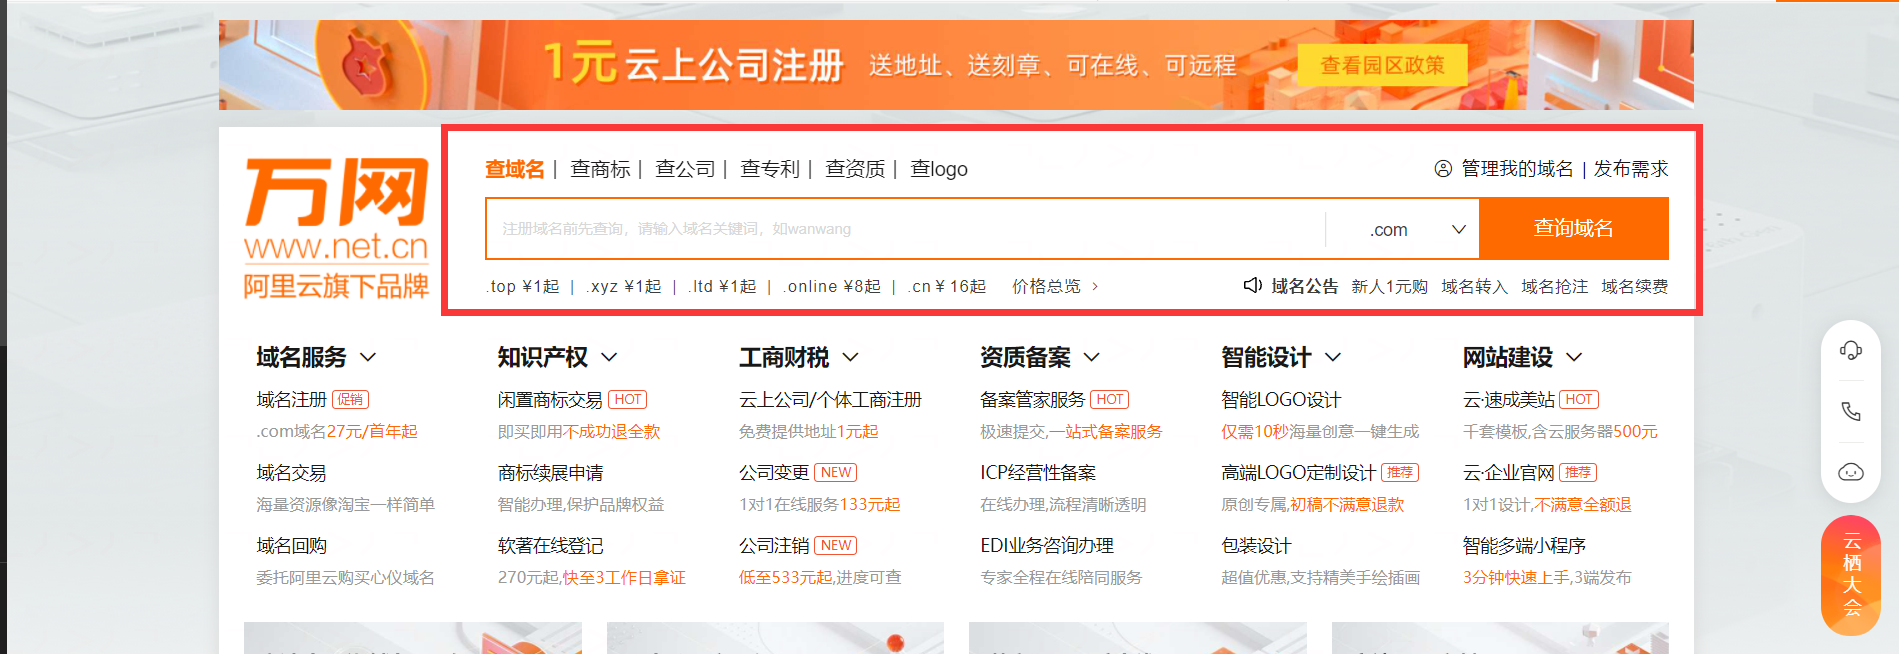 1元云上公司注册 送地址、送刻章、可在线、可远程 查看园区政策
万网
www.net.cn
阿里云旗下品牌
查域名 | 查商标 | 查公司 | 查专利 | 查资质 | 查logo
管理我的域名 | 发布需求
注册域名前先查询，请输入域名关键词，如wanwang .com 查询域名
.top ¥1起 | .xyz ¥1起 | .ltd ¥1起 | .online ¥8起 | .cn ¥ 16起 价格总览 >
域名公告 新人1元购 域名转入 域名抢注 域名续费
域名服务
域名注册 促销
.com域名27元/首年起
域名交易
海量资源像淘宝一样简单
域名回购
委托阿里云购买心仪域名
知识产权
闲置商标交易 HOT
即买即用不成功退全款
商标续展申请
智能办理,保护品牌权益
软著在线登记
270元起,快至3工作日拿证
工商财税
云上公司/个体工商注册
免费提供地址1元起
公司变更 NEW
1对1在线服务133元起
公司注销 NEW
低至533元起,进度可查
资质备案
备案管家服务 HOT
极速提交,一站式备案服务
ICP经营性备案
在线办理,流程清晰透明
EDI业务咨询办理
专家全程在线陪同服务
智能设计
智能LOGO设计
仅需10秒海量创意一键生成
高端LOGO定制设计 推荐
原创专属,初稿不满意退款
包装设计
超值优惠,支持精美手绘插画
网站建设
云·速成美站 HOT
千套模板,含云服务器500元
云·企业官网 推荐
1对1设计,不满意全额退
智能多端小程序
3分钟快速上手,3端发布
云栖大会